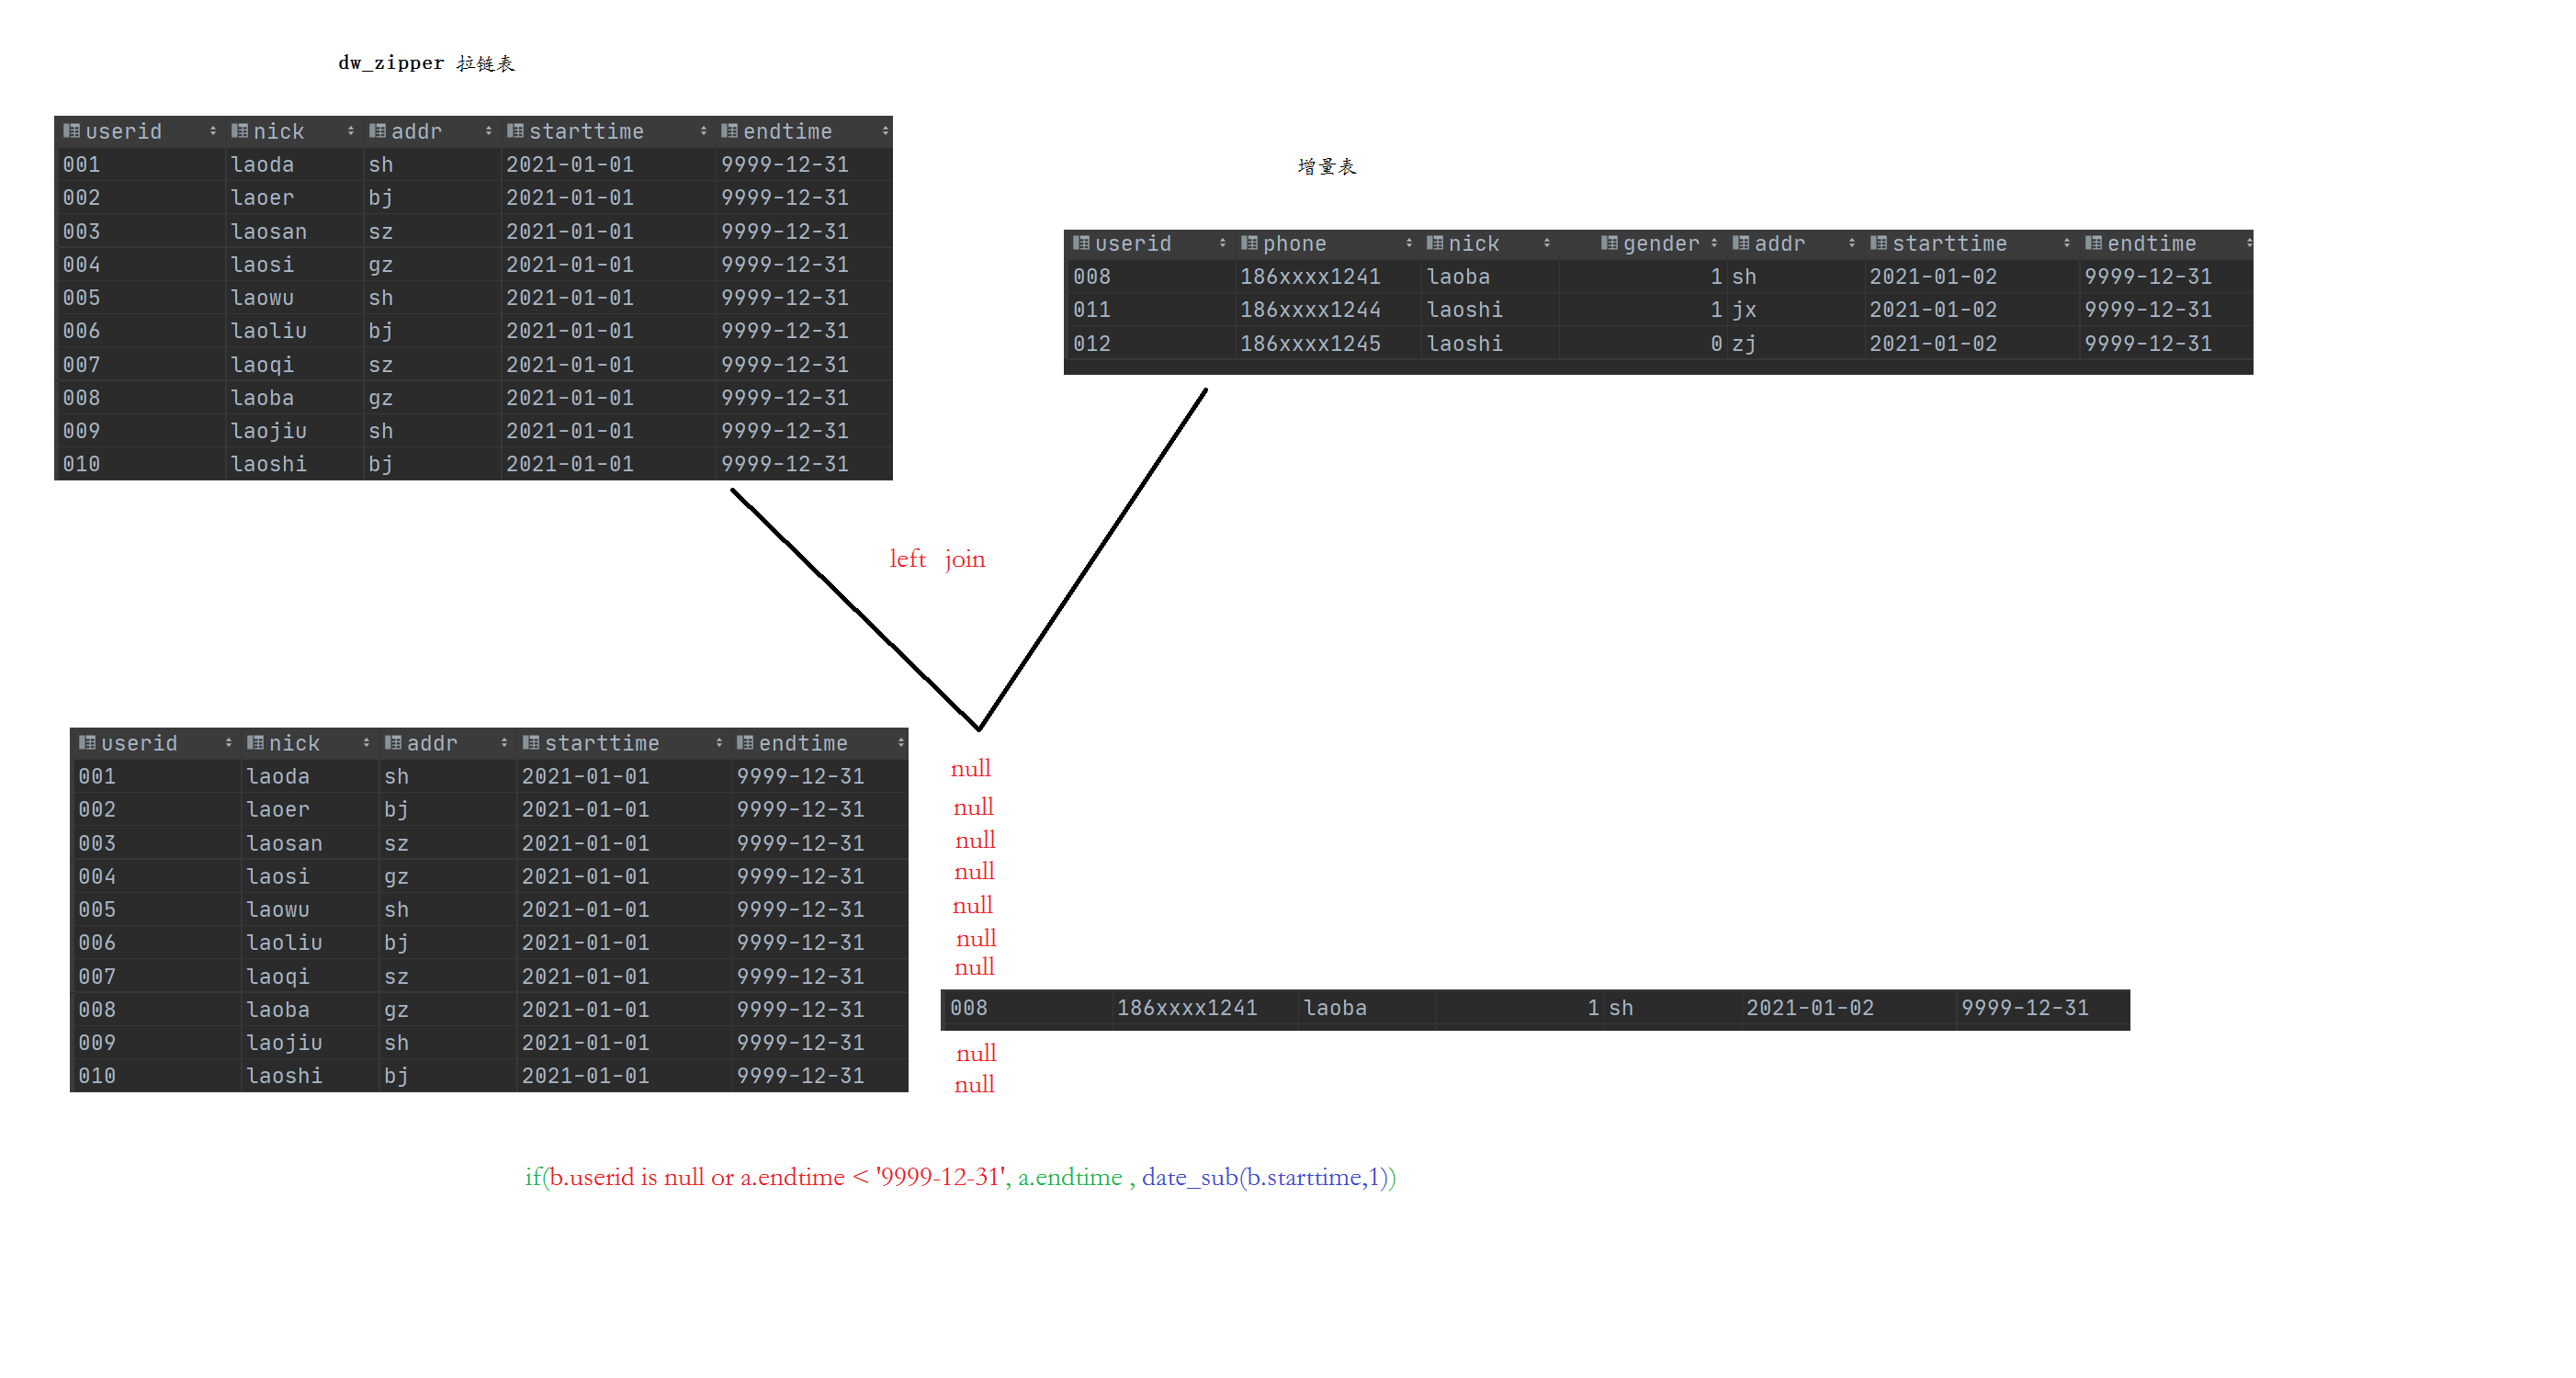 dw_zipper 拉链表
userid nick addr starttime endtime
001 laoda sh 2021-01-01 9999-12-31
002 laoer bj 2021-01-01 9999-12-31
003 laosan sz 2021-01-01 9999-12-31
004 laosi gz 2021-01-01 9999-12-31
005 laowu sh 2021-01-01 9999-12-31
006 laoliu bj 2021-01-01 9999-12-31
007 laoqi sz 2021-01-01 9999-12-31
008 laoba gz 2021-01-01 9999-12-31
009 laojiu sh 2021-01-01 9999-12-31
010 laoshi bj 2021-01-01 9999-12-31
增量表
userid phone nick gender addr starttime endtime
008 186xxxx1241 laoba 1 sh 2021-01-02 9999-12-31
011 186xxxx1244 laoshi 1 jx 2021-01-02 9999-12-31
012 186xxxx1245 laoshi 0 zj 2021-01-02 9999-12-31
left join
userid nick addr starttime endtime
001 laoda sh 2021-01-01 9999-12-31 null
002 laoer bj 2021-01-01 9999-12-31 null
003 laosan sz 2021-01-01 9999-12-31 null
004 laosi gz 2021-01-01 9999-12-31 null
005 laowu sh 2021-01-01 9999-12-31 null
006 laoliu bj 2021-01-01 9999-12-31 null
007 laoqi sz 2021-01-01 9999-12-31 null
008 laoba gz 2021-01-01 9999-12-31 008 186xxxx1241 laoba 1 sh 2021-01-02 9999-12-31
009 laojiu sh 2021-01-01 9999-12-31 null
010 laoshi bj 2021-01-01 9999-12-31 null
if(b.userid is null or a.endtime < '9999-12-31', a.endtime , date_sub(b.starttime,1))